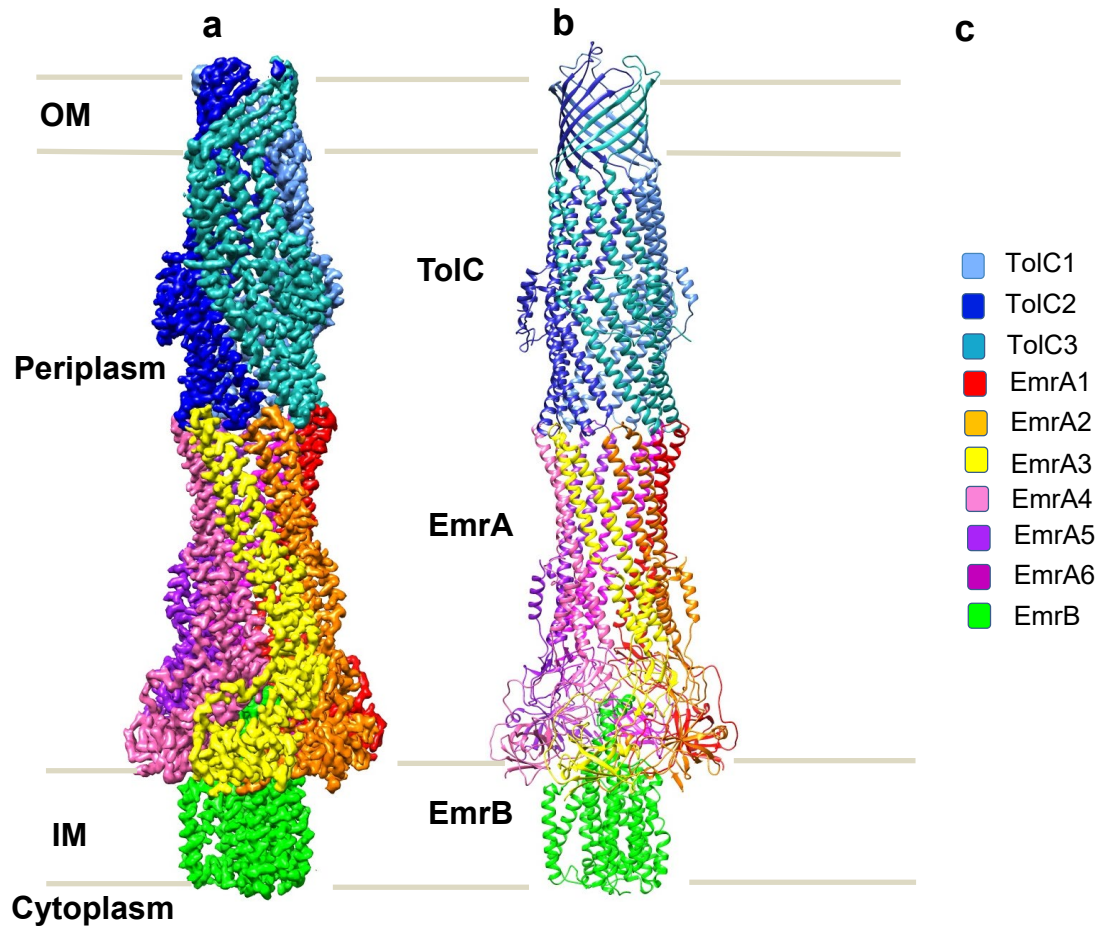 a
b
c
OM
TolC
Periplasm
EmrA
EmrB
IM
Cytoplasm
TolC1
TolC2
TolC3
EmrA1
EmrA2
EmrA3
EmrA4
EmrA5
EmrA6
EmrB